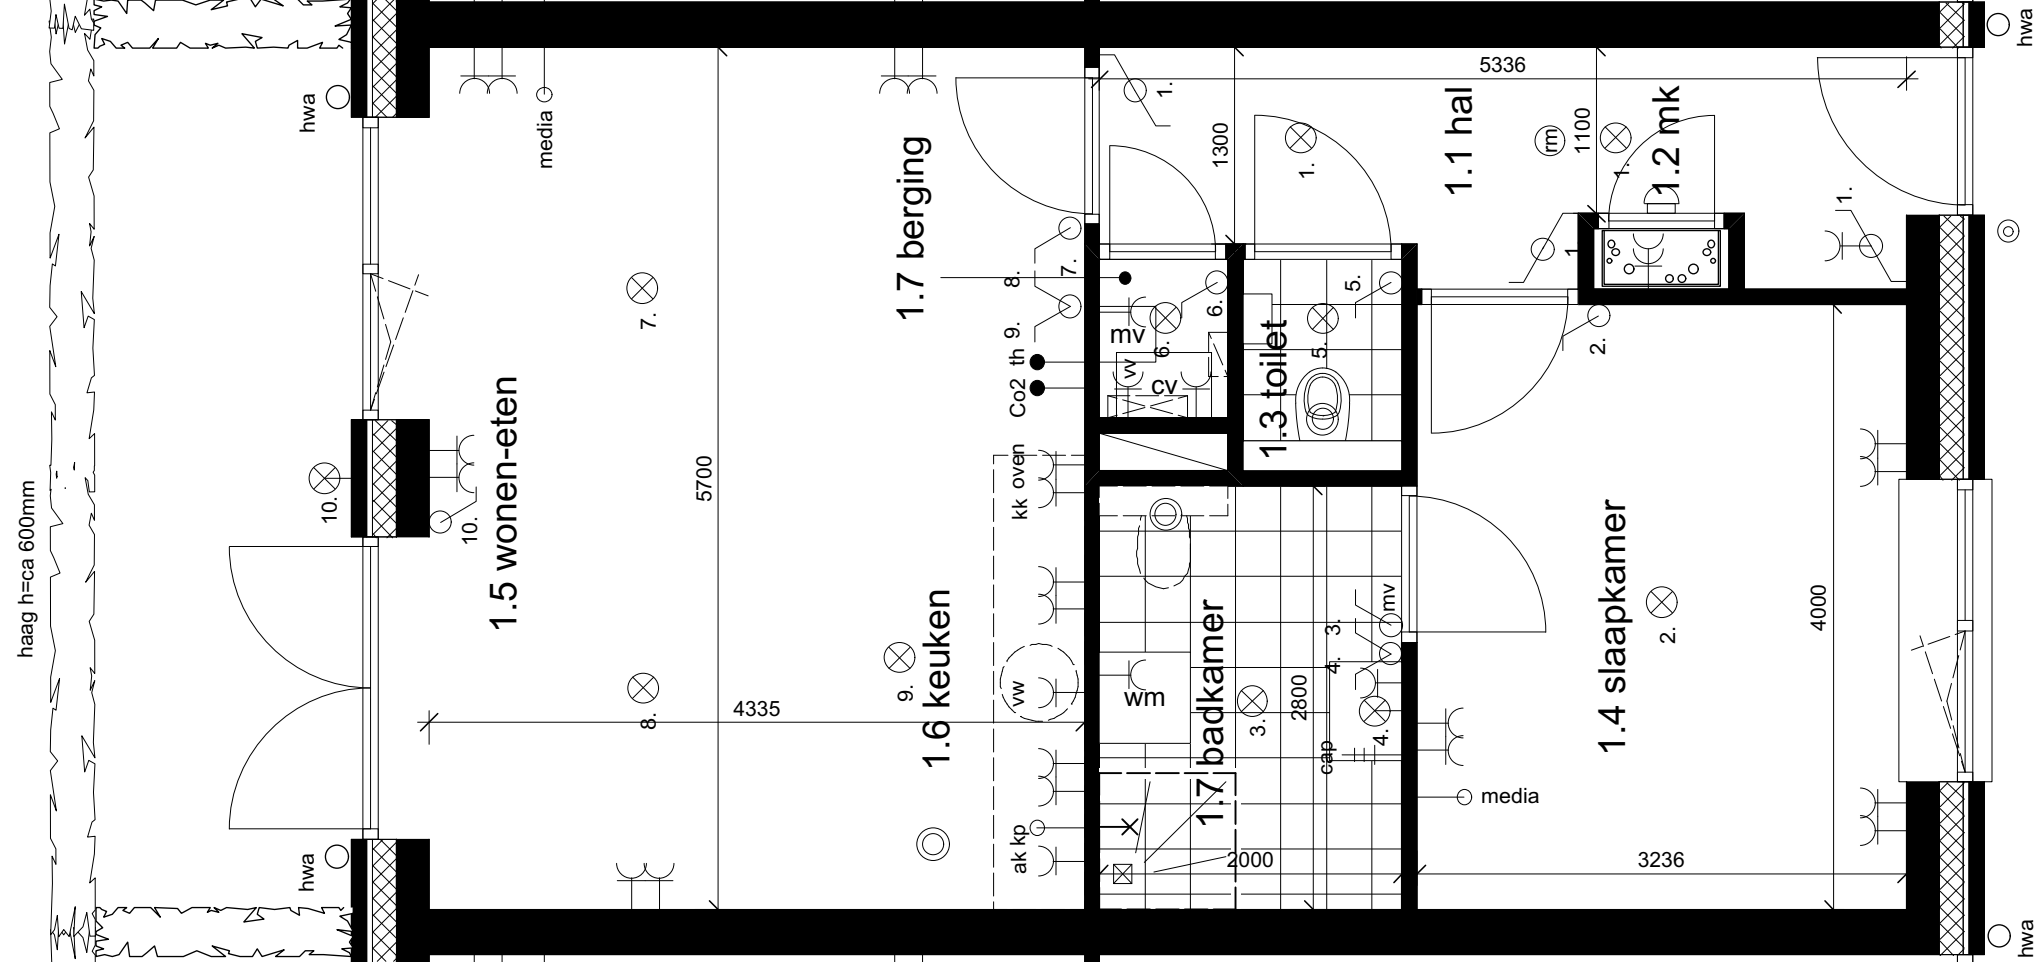 haag h=ca 600mm
hwa
hwa
hwa
hwa
media
1.5 wonen-eten
10.
10.
7.
8.
5700
4335
1.6 keuken
9.
1.7 berging
8.
7.
9.
th
Co2
oven
kk
vw
kp
ak
mv
vv
cv
6.
6.
1.3 toilet
5.
5.
1300
1.
1.
5336
1.1 hal
rm
1100
1.
1.2 mk
1.
1
2.
wm
1.7 badkamer
3.
2800
3.
4.
4.
mv
cap
2000
1.4 slaapkamer
2.
4000
media
3236